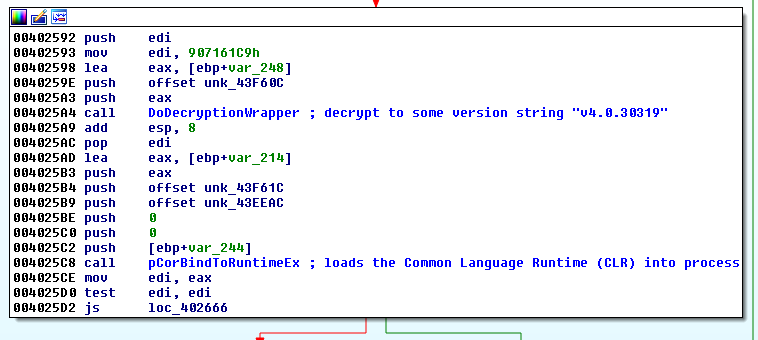 00402592 push edi
00402593 mov edi, 907161C9h
00402598 lea eax, [ebp+var_248]
0040259E push offset unk_43F60C
004025A3 push eax
004025A4 call DoDecryptionWrapper ; decrypt to some version string "v4.0.30319"
004025A9 add esp, 8
004025AC pop edi
004025AD lea eax, [ebp+var_214]
004025B3 push eax
004025B4 push offset unk_43F61C
004025B9 push offset unk_43EEAC
004025BE push 0
004025C0 push 0
004025C2 push [ebp+var_244]
004025C8 call pCorBindToRuntimeEx ; loads the Common Language Runtime (CLR) into process
004025CE mov edi, eax
004025D0 test edi, edi
004025D2 js loc_402666